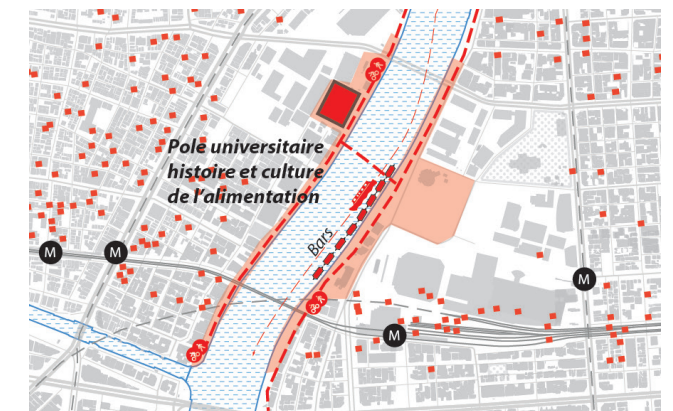 Pole universitaire
histoire et culture
de l'alimentation
Bars
M
M
M
M